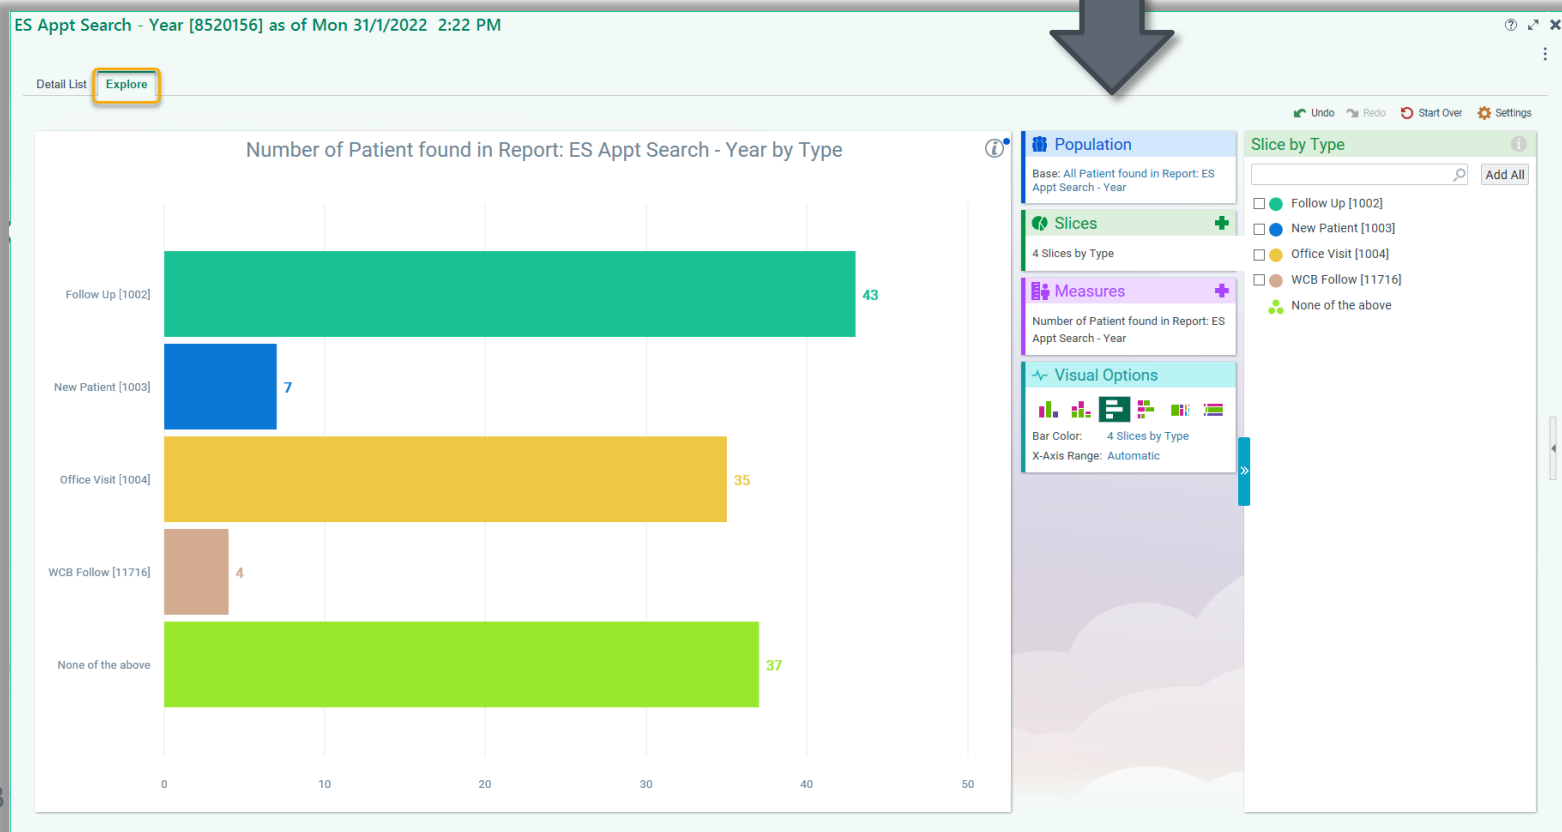 ES Appt Search - Year [8520156] as of Mon 31/1/2022 2:22 PM
Detail List
Explore
Undo
Redo
Start Over
Settings
Number of Patient found in Report: ES Appt Search - Year by Type
Follow Up [1002]
43
New Patient [1003]
7
Office Visit [1004]
35
WCB Follow [11716]
4
None of the above
37
0
10
20
30
40
50
Population
Base: All Patient found in Report: ES
Appt Search - Year
Slices
4 Slices by Type
Measures
Number of Patient found in Report: ES
Appt Search - Year
Visual Options
Bar Color: 4 Slices by Type
X-Axis Range: Automatic
Slice by Type
Add All
Follow Up [1002]
New Patient [1003]
Office Visit [1004]
WCB Follow [11716]
None of the above